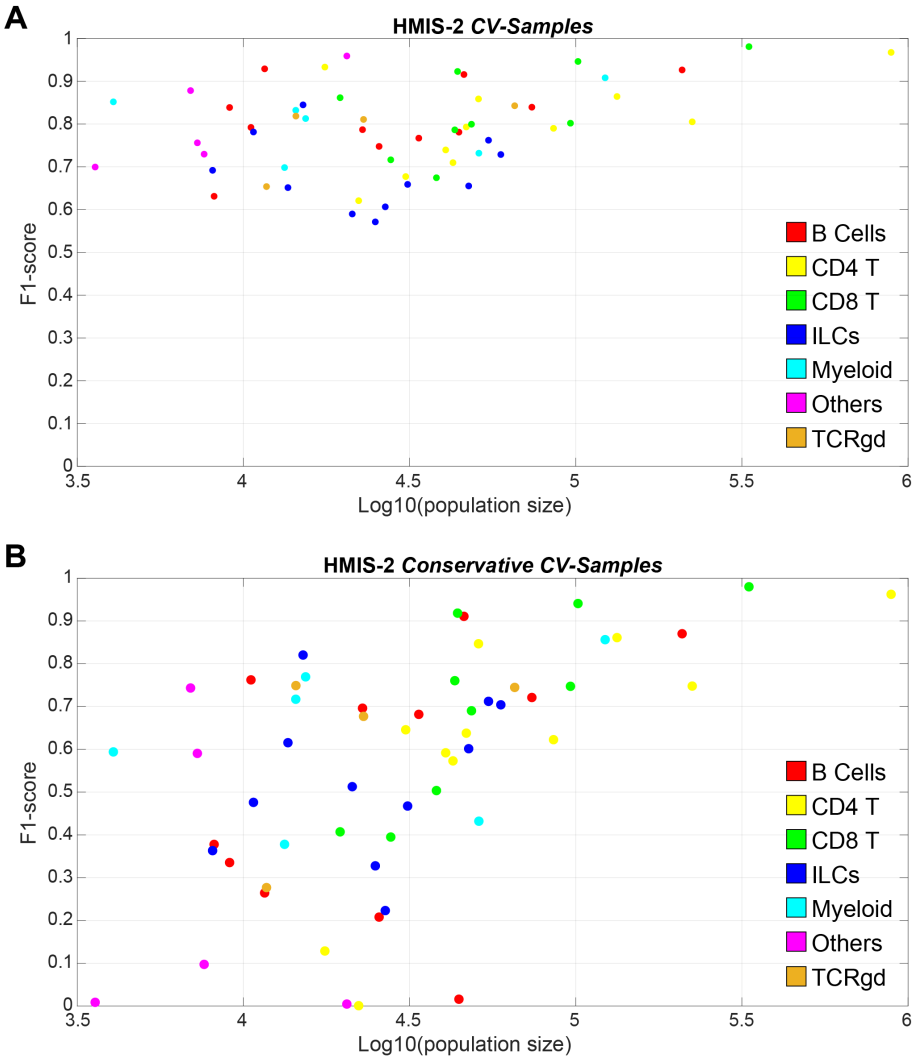 A
HMIS-2 CV-Samples
1
0.9
0.8
0.7
0.6
0.5
0.4
0.3
0.2
0.1
0
F1-score
B Cells
CD4 T
CD8 T
ILCs
Myeloid
Others
TCRgd
3.5 4 4.5 5 5.5 6
Log10(population size)
B
HMIS-2 Conservative CV-Samples
1
0.9
0.8
0.7
0.6
0.5
0.4
0.3
0.2
0.1
0
F1-score
B Cells
CD4 T
CD8 T
ILCs
Myeloid
Others
TCRgd
3.5 4 4.5 5 5.5 6
Log10(population size)